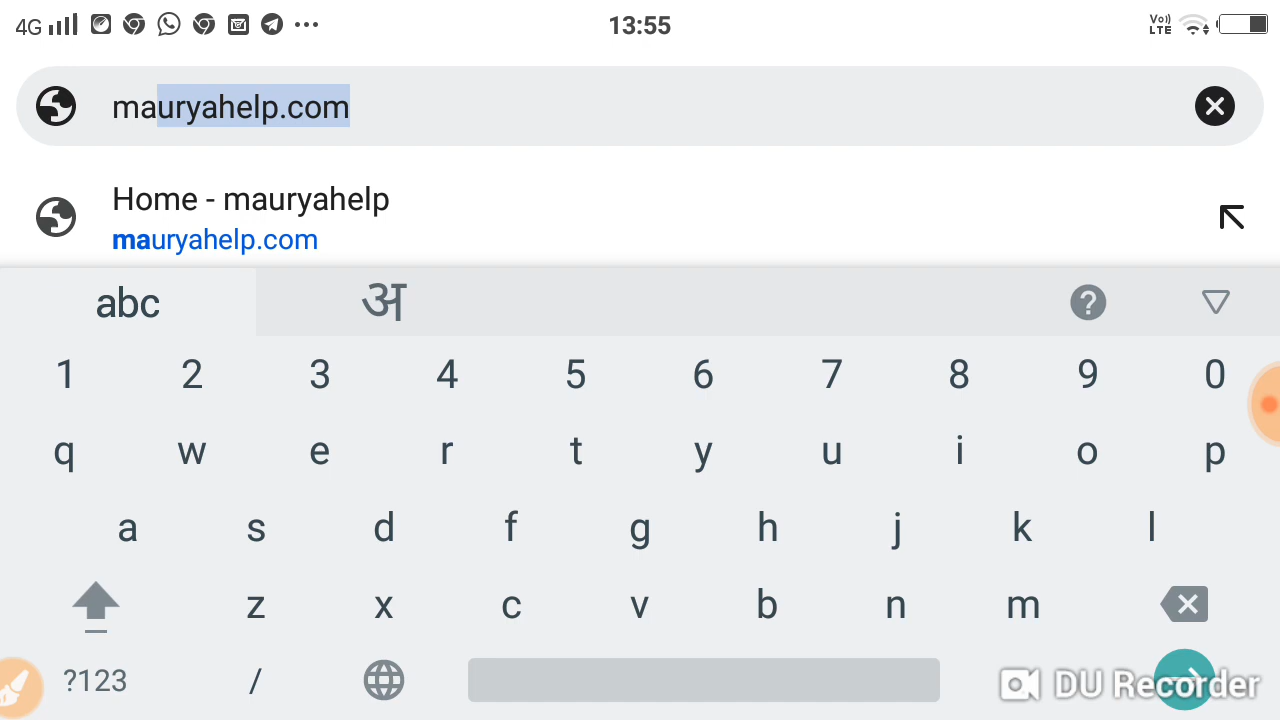 4G 13:55 Vo)) LTE
mauryahelp.com
Home - mauryahelp
mauryahelp.com
abc अ ?
1 2 3 4 5 6 7 8 9 0
q w e r t y u i o p
a s d f g h j k l
z x c v b n m
?123 /
DU Recorder